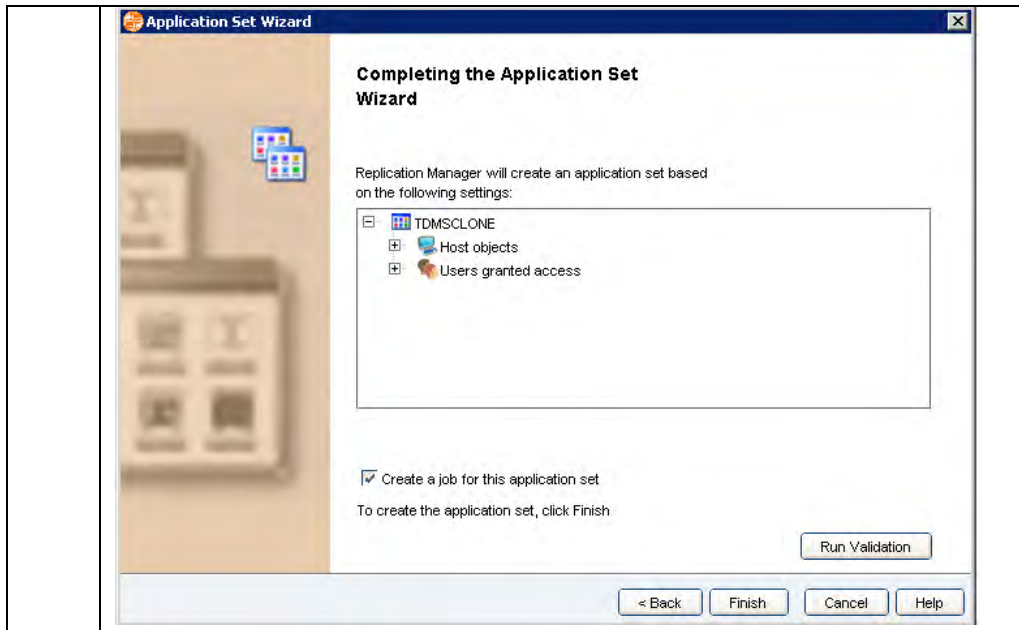 Application Set Wizard
Completing the Application Set
Wizard
Replication Manager will create an application set based
on the following settings:
TDMSCLONE
Host objects
Users granted access
Create a job for this application set
To create the application set, click Finish
Run Validation
< Back Finish Cancel Help